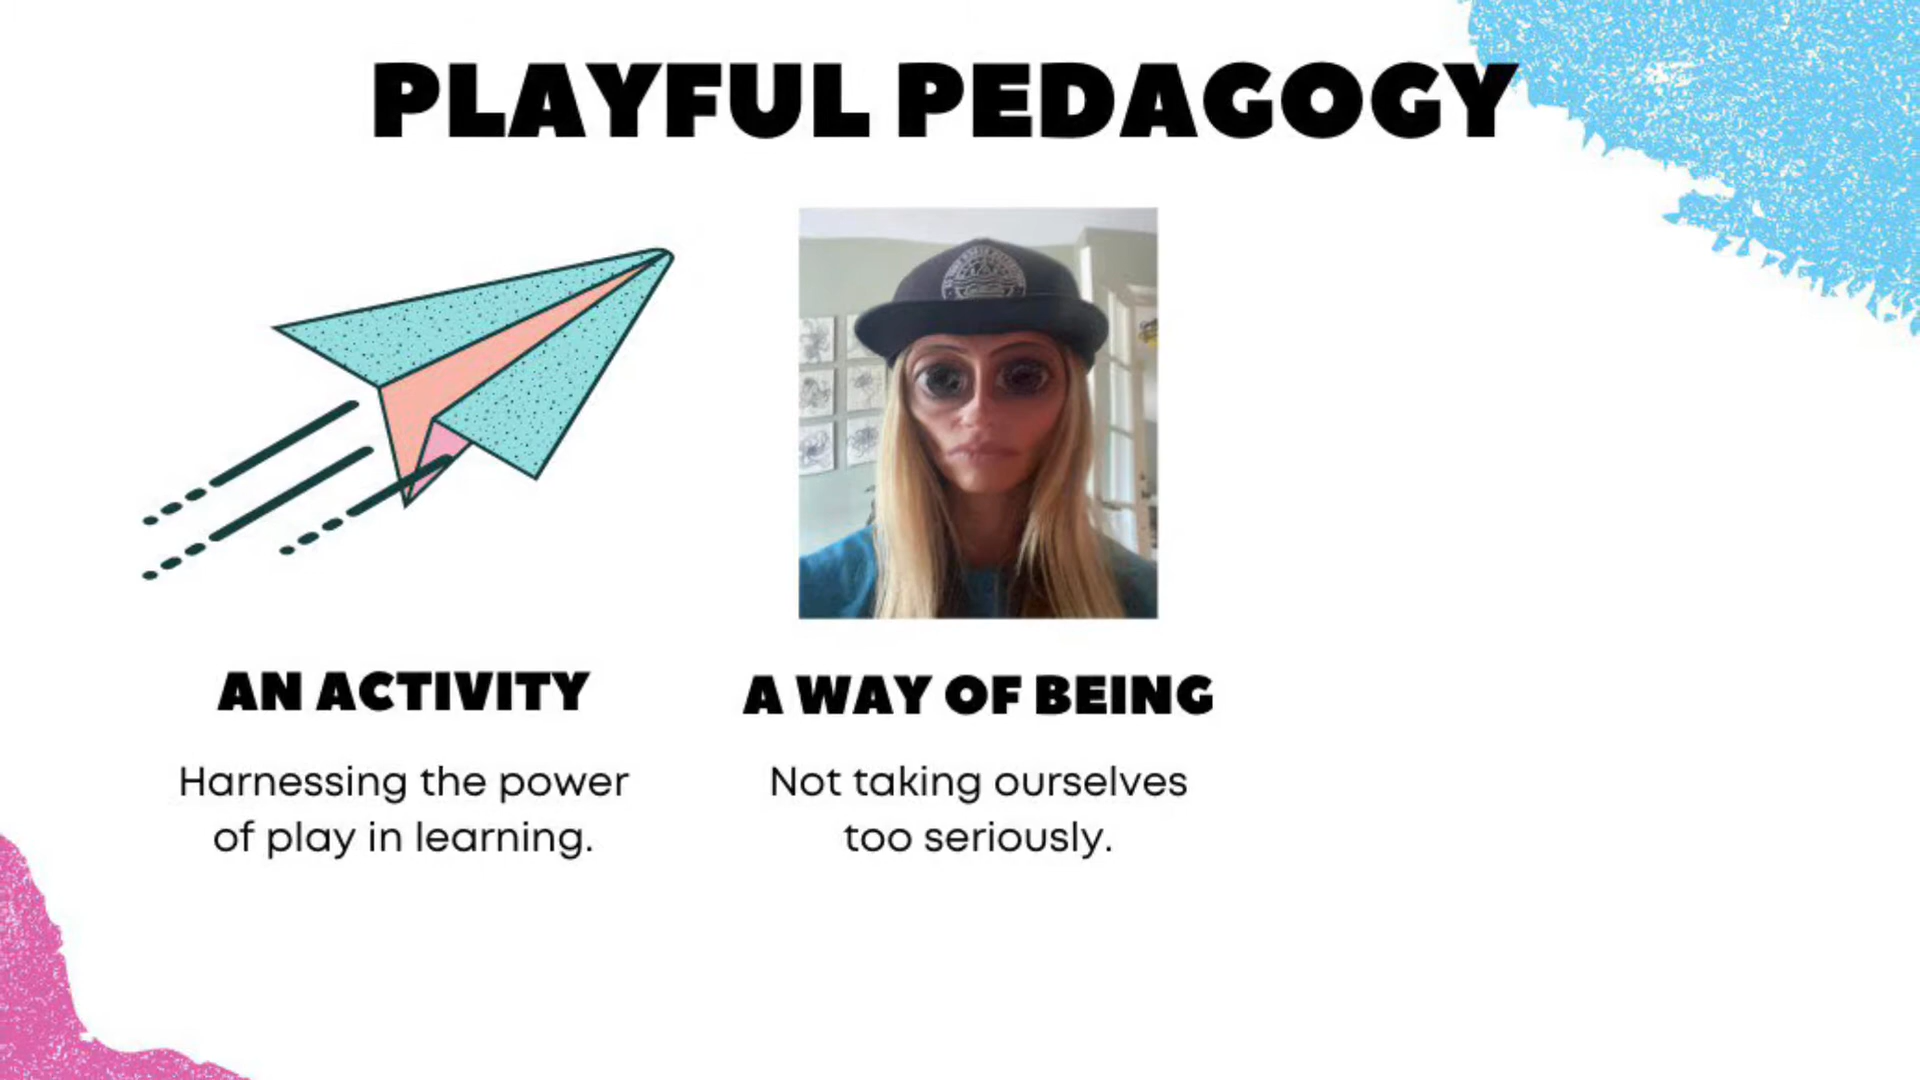 PLAYFUL PEDAGOGY
AN ACTIVITY
Harnessing the power
of play in learning.
A WAY OF BEING
Not taking ourselves
too seriously.